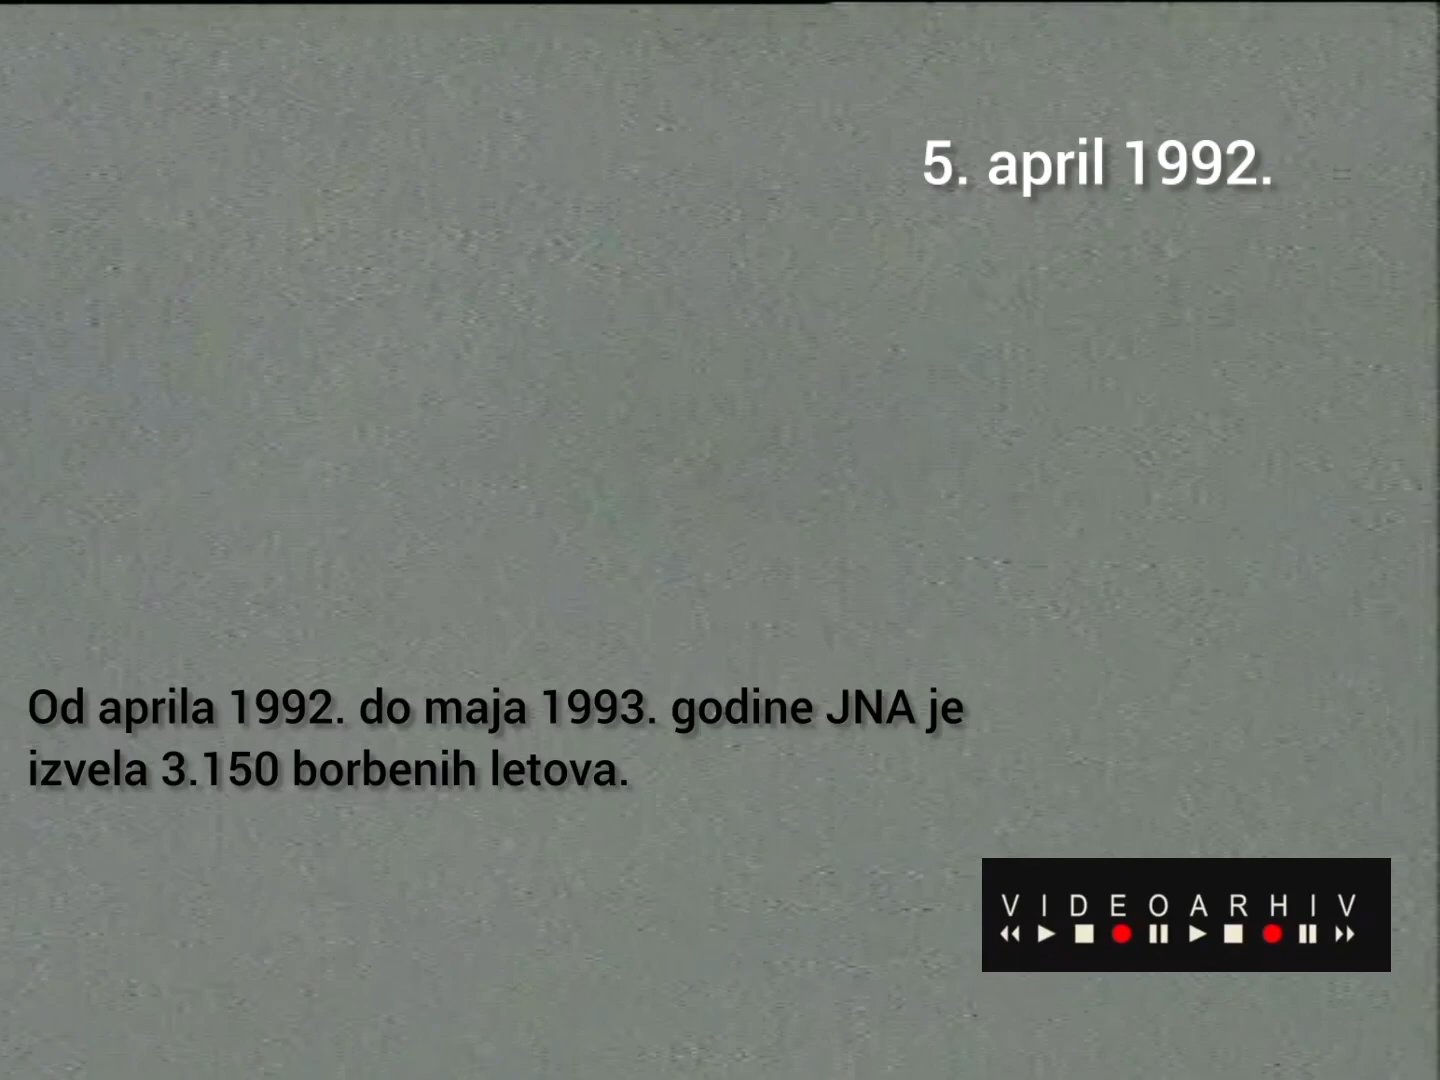 5. april 1992.
Od aprila 1992. do maja 1993. godine JNA je
izvela 3.150 borbenih letova.
VIDEOARHIV